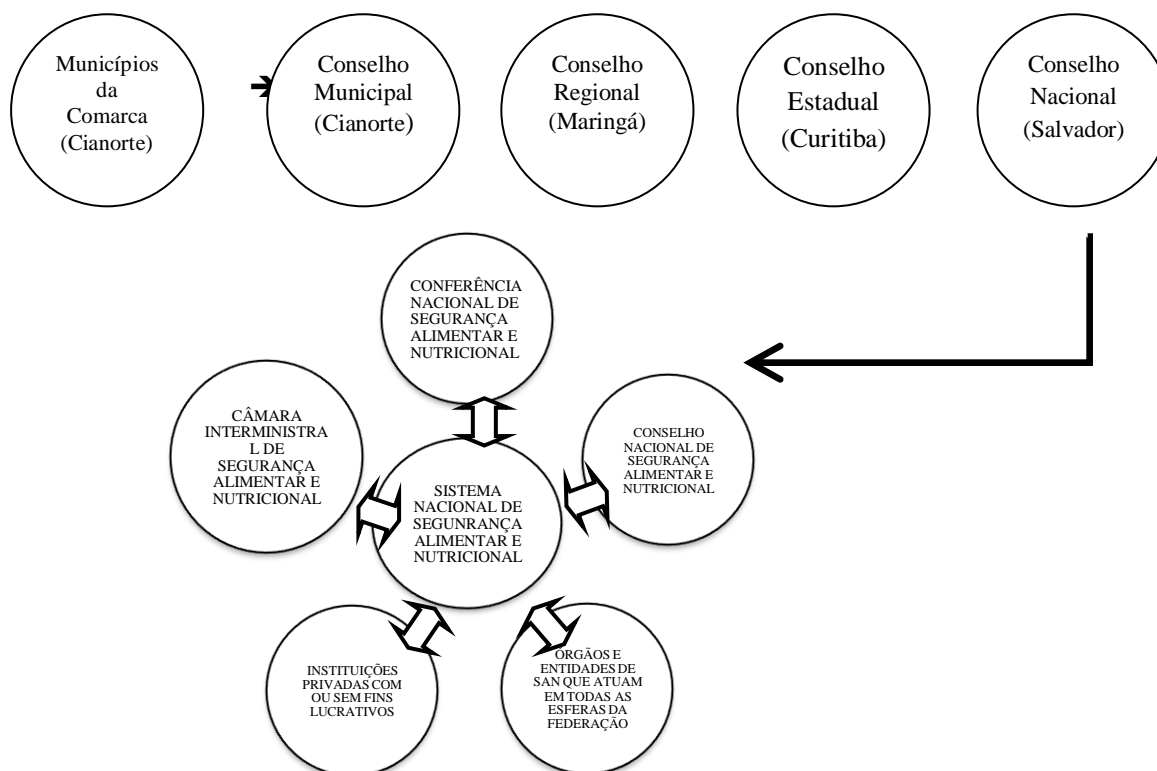 Municípios
da
Comarca
(Cianorte)
Conselho
Municipal
(Cianorte)
Conselho
Regional
(Maringá)
Conselho
Estadual
(Curitiba)
Conselho
Nacional
(Salvador)
CONFERÊNCIA
NACIONAL DE
SEGURANÇA
ALIMENTAR E
NUTRICIONAL
CÂMARA
INTERMINISTRA
L DE
SEGURANÇA
ALIMENTAR E
NUTRICIONAL
CONSELHO
NACIONAL DE
SEGURANÇA
ALIMENTAR E
NUTRICIONAL
SISTEMA
NACIONAL DE
SEGUNRANÇA
ALIMENTAR E
NUTRICIONAL
INSTITUIÇÕES
PRIVADAS COM
OU SEM FINS
LUCRATIVOS
ÓRGÃOS E
ENTIDADES DE
SAN QUE ATUAM
EM TODAS AS
ESFERAS DA
FEDERAÇÃO